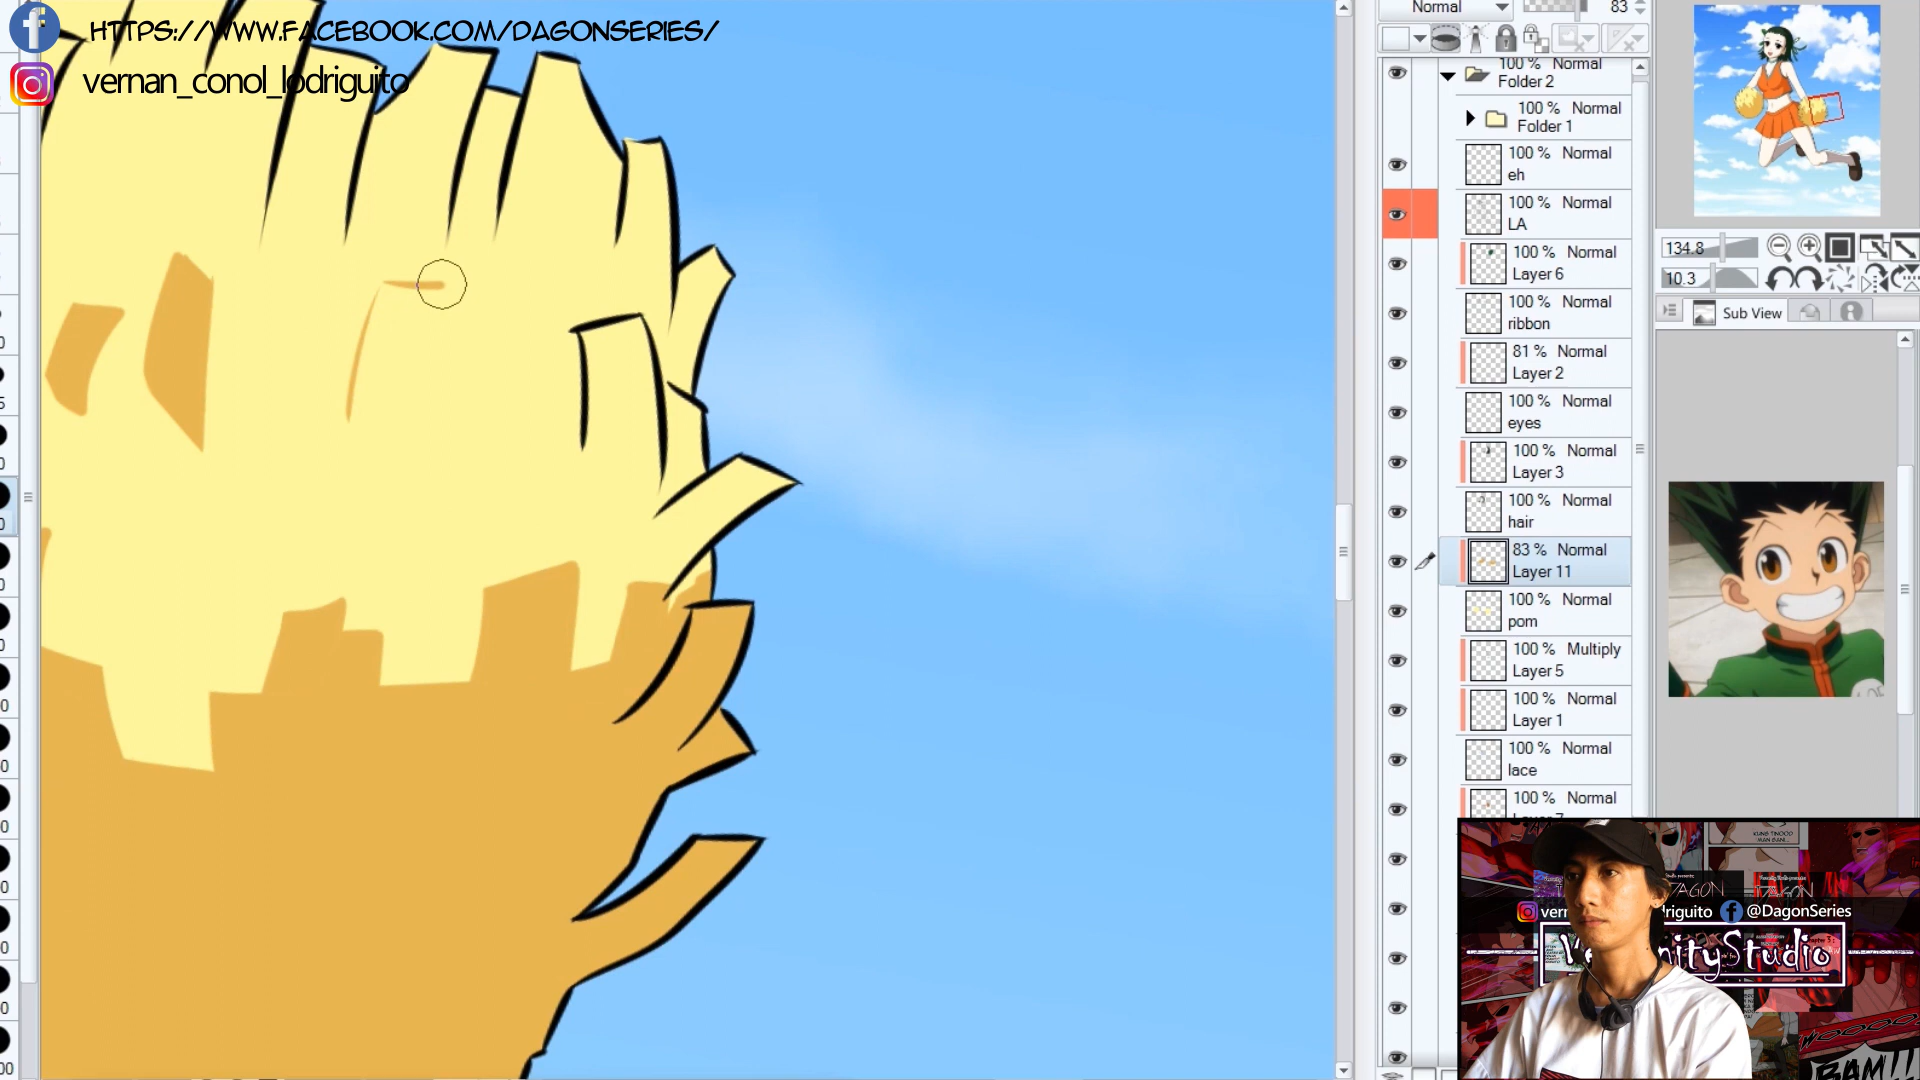 HTTPS://WWW.FACEBOOK.COM/DAGONSERIES/
vernan_conol_lodriguito
Normal 83
100 % Normal
Folder 2
100 % Normal
Folder 1
100 % Normal
eh
100 % Normal
LA
100 % Normal
Layer 6
100 % Normal
ribbon
81 % Normal
Layer 2
100 % Normal
eyes
100 % Normal
Layer 3
100 % Normal
hair
83 % Normal
Layer 11
100 % Normal
pom
100 % Multiply
Layer 5
100 % Normal
Layer 1
100 % Normal
lace
100 % Normal
134.8
10.3
Sub View
riguito @DagonSeries
DAGON
nityStudio
BAM!!